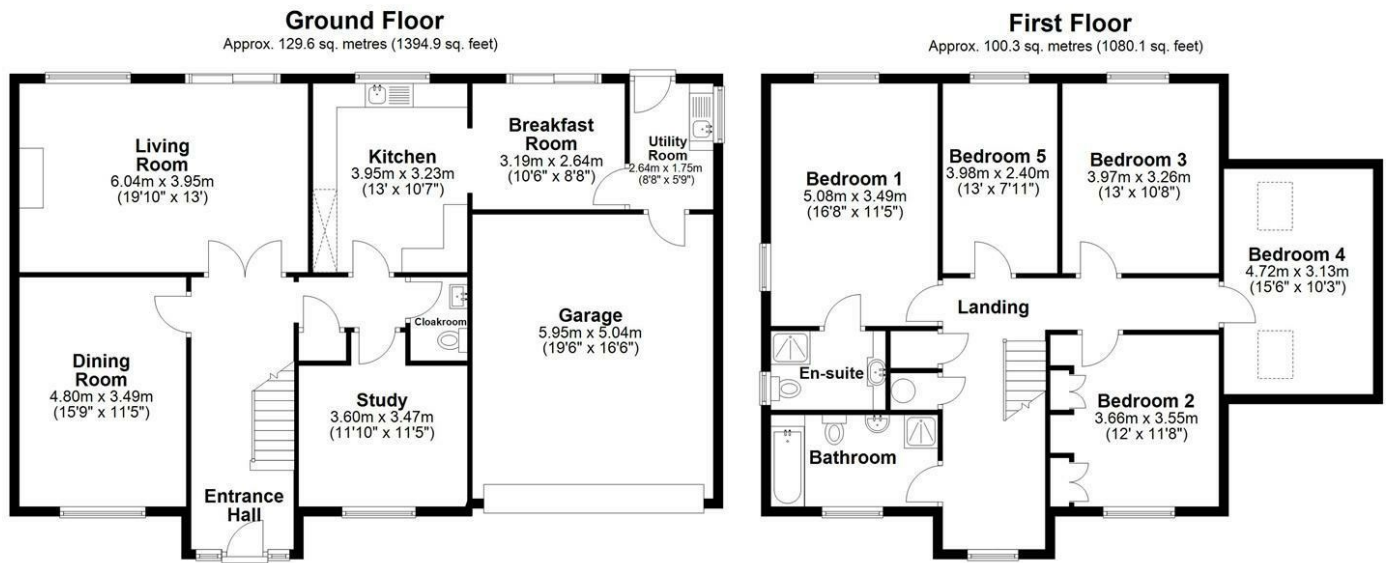 Ground Floor
Approx. 129.6 sq. metres (1394.9 sq. feet)
Living
Room
6.04m x 3.95m
(19'10" x 13')
Kitchen
3.95m x 3.23m
(13' x 10'7")
Breakfast
Room
3.19m x 2.64m
(10'6" x 8'8")
Utility
Room
2.64m x 1.75m
(8'8" x 5'9")
Dining
Room
4.80m x 3.49m
(15'9" x 11'5")
Cloakroom
Garage
5.95m x 5.04m
(19'6" x 16'6")
Study
3.60m x 3.47m
(11'10" x 11'5")
Entrance
Hall
First Floor
Approx. 100.3 sq. metres (1080.1 sq. feet)
Bedroom 1
5.08m x 3.49m
(16'8" x 11'5")
Bedroom 5
3.98m x 2.40m
(13' x 7'11")
Bedroom 3
3.97m x 3.26m
(13' x 10'8")
Bedroom 4
4.72m x 3.13m
(15'6" x 10'3")
Landing
En-suite
Bedroom 2
3.66m x 3.55m
(12' x 11'8")
Bathroom